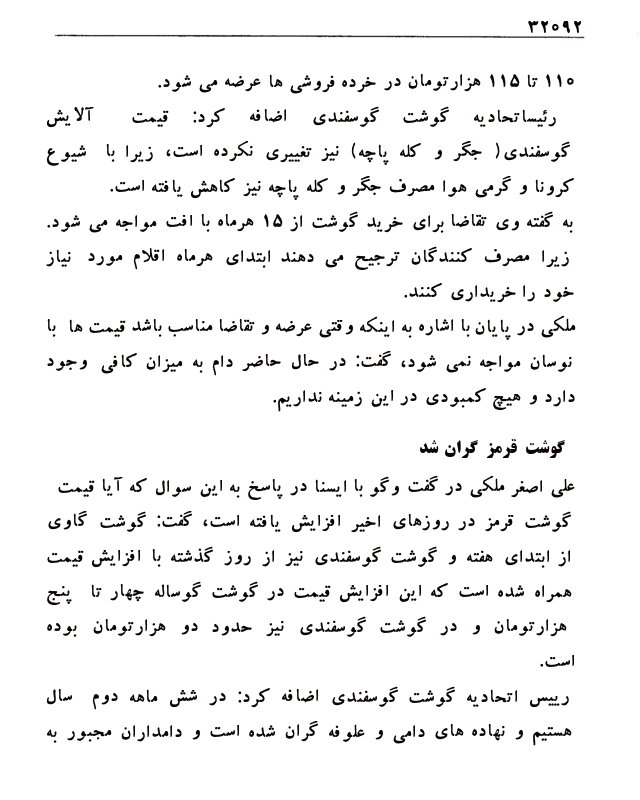 ۳۲۰۹۲
۱۱۰ تا ۱۱۵ هزارتومان در خرده فروشی ها عرضه می شود.
رئیساتحادیه گوشت گوسفندی اضافه کرد: قیمت آلایش
گوسفندی( جگر و کله پاچه) نیز تغییری نکرده است، زیرا با شیوع
کرونا و گرمی هوا مصرف جگر و کله پاچه نیز کاهش یافته است.
به گفته وی تقاضا برای خرید گوشت از ۱۵ هرماه با افت مواجه می شود.
زیرا مصرف کنندگان ترجیح می دهند ابتدای هرماه اقلام مورد نیاز
خود را خریداری کنند.
ملکی در پایان با اشاره به اینکه وقتی عرضه و تقاضا مناسب باشد قیمت ها با
نوسان مواجه نمی شود، گفت: در حال حاضر دام به میزان کافی وجود
دارد و هیچ کمبودی در این زمینه نداریم.
گوشت قرمز گران شد
علی اصغر ملکی در گفت وگو با ایسنا در پاسخ به این سوال که آیا قیمت
گوشت قرمز در روزهای اخیر افزایش یافته است، گفت: گوشت گاوی
از ابتدای هفته و گوشت گوسفندی نیز از روز گذشته با افزایش قیمت
همراه شده است که این افزایش قیمت در گوشت گوساله چهار تا پنج
هزارتومان و در گوشت گوسفندی نیز حدود دو هزارتومان بوده
است.
رییس اتحادیه گوشت گوسفندی اضافه کرد: در شش ماهه دوم سال
هستیم و نهاده های دامی و علوفه گران شده است و دامداران مجبور به